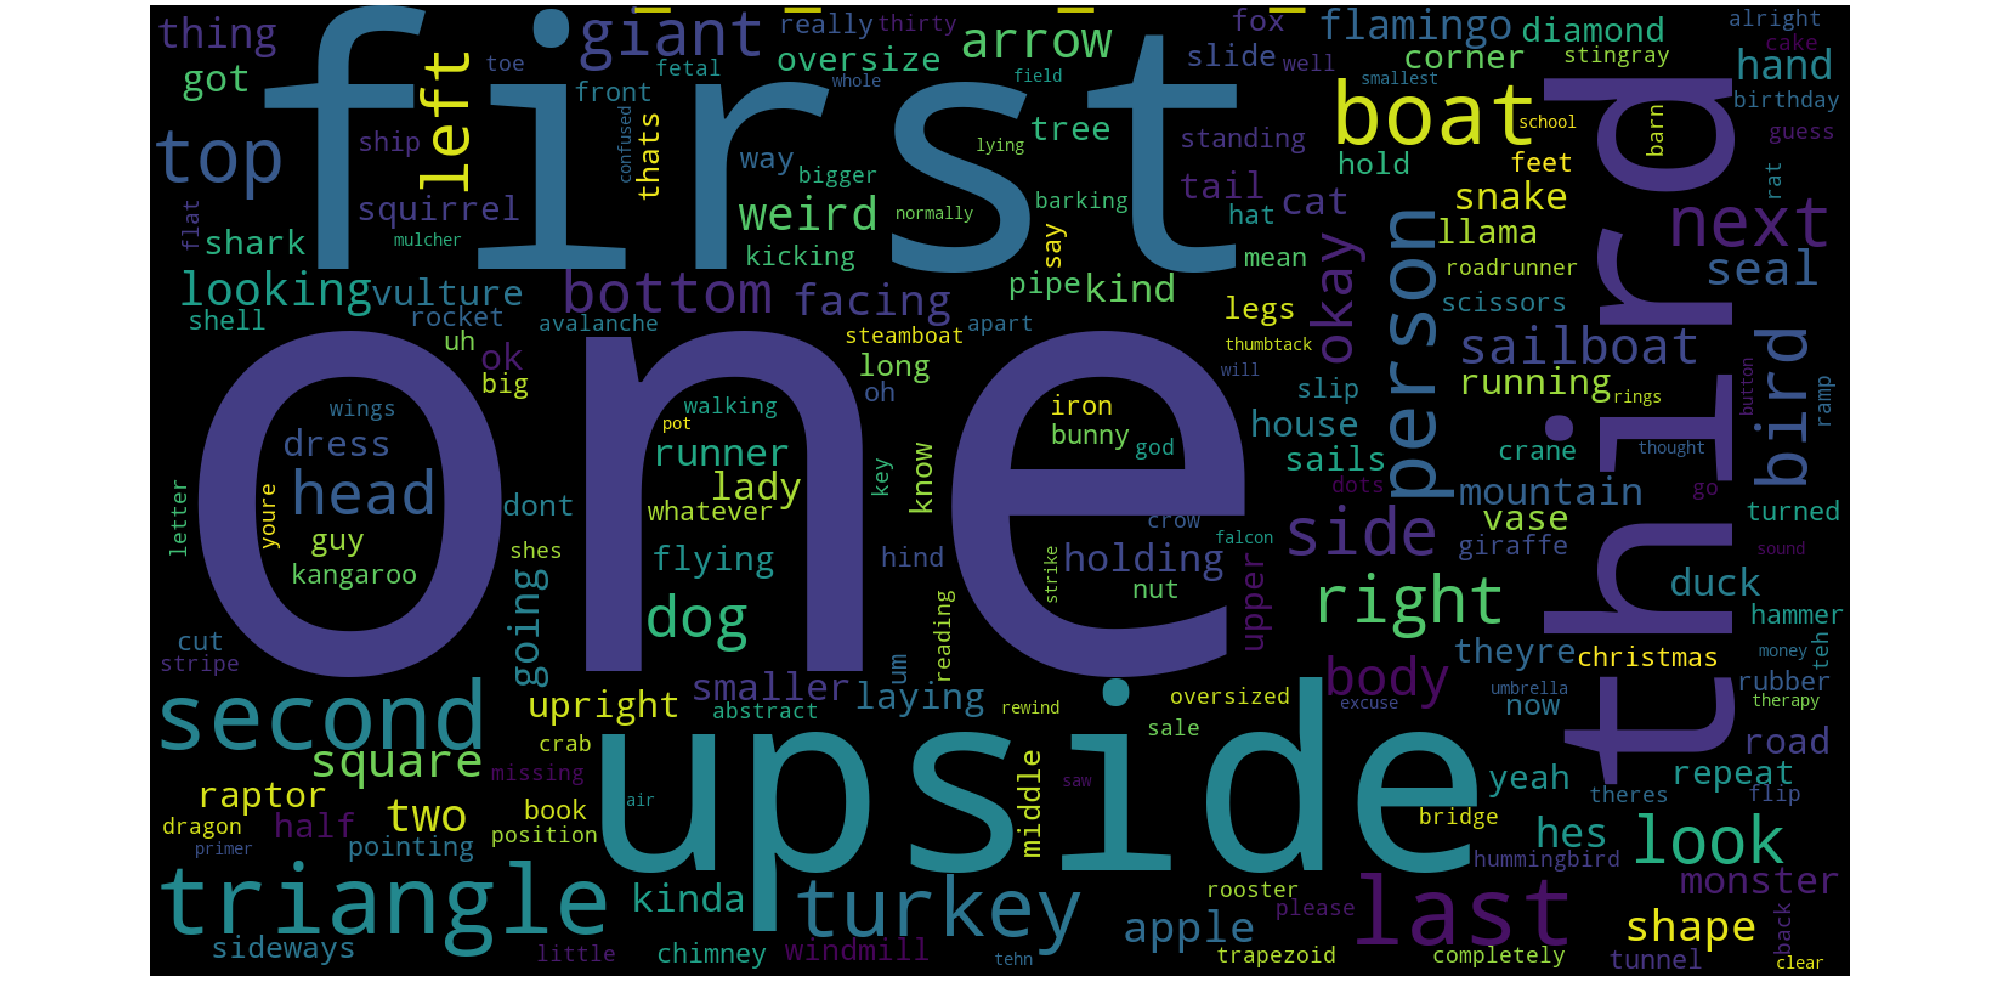 thing
first
giant
really
thirty
arrow
fox
flamingo
diamond
alright
got
left
toe
fetal
oversize
field
slide
well
corner
stingray
cake
hand
front
whole
smallest
birthday
top
ship
confused
thats
way
lying
tree
standing
boat
school
barn
guess
bigger
hold
feet
third
rat
flat
squirrel
weird
normally
barking
tail
hat
cat
snake
next
shark
mulcher
kicking
say
mean
okay
person
llama
seal
looking
vulture
bottom
facing
pipe
kind
roadrunner
shell
rocket
avalanche
steamboat
apart
legs
scissors
bird
uh
ok
one
long
thumbtack
sailboat
big
oh
will
slip
running
rings
button
ramp
wings
walking
iron
dress
pot
bunny
house
head
runner
god
sails
crane
thought
lady
key
know
dots
mountain
go
letter
youre
dont
whatever
crow
side
vase
turned
guy
shes
flying
hind
holding
falcon
giraffe
sound
kangaroo
going
dog
strike
nut
upper
right
duck
hammer
cut
reading
theyre
christmas
money
teh
stripe
um
body
second
smaller
laying
oversized
umbrella
rubber
upright
abstract
rewind
excuse
now
therapy
square
crab
upside
sale
road
missing
middle
saw
yeah
repeat
raptor
two
book
air
theres
flip
dragon
half
position
bridge
hes
look
primer
pointing
hummingbird
triangle
kinda
turkey
rooster
last
monster
please
apple
shape
back
sideways
little
chimney
windmill
tehn
trapezoid
completely
tunnel
clear